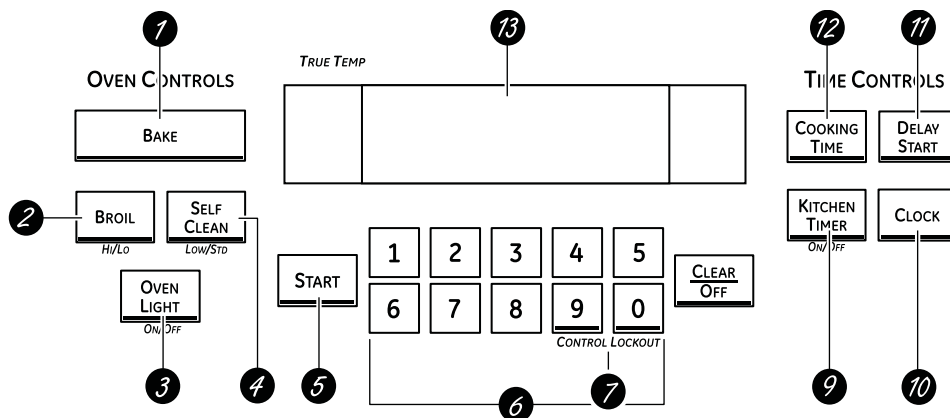 1
13
12
11
TRUE TEMP
OVEN CONTROLS
TIME CONTROLS
BAKE
COOKING
TIME
DELAY
START
2
BROIL
HI/LO
SELF
CLEAN
LOW/STD
KITCHEN
TIMER
ON/OFF
CLOCK
OVEN
LIGHT
ON/OFF
START
1 2 3 4 5
6 7 8 9 0
CONTROL LOCKOUT
CLEAR
OFF
3
4
5
6
7
9
10